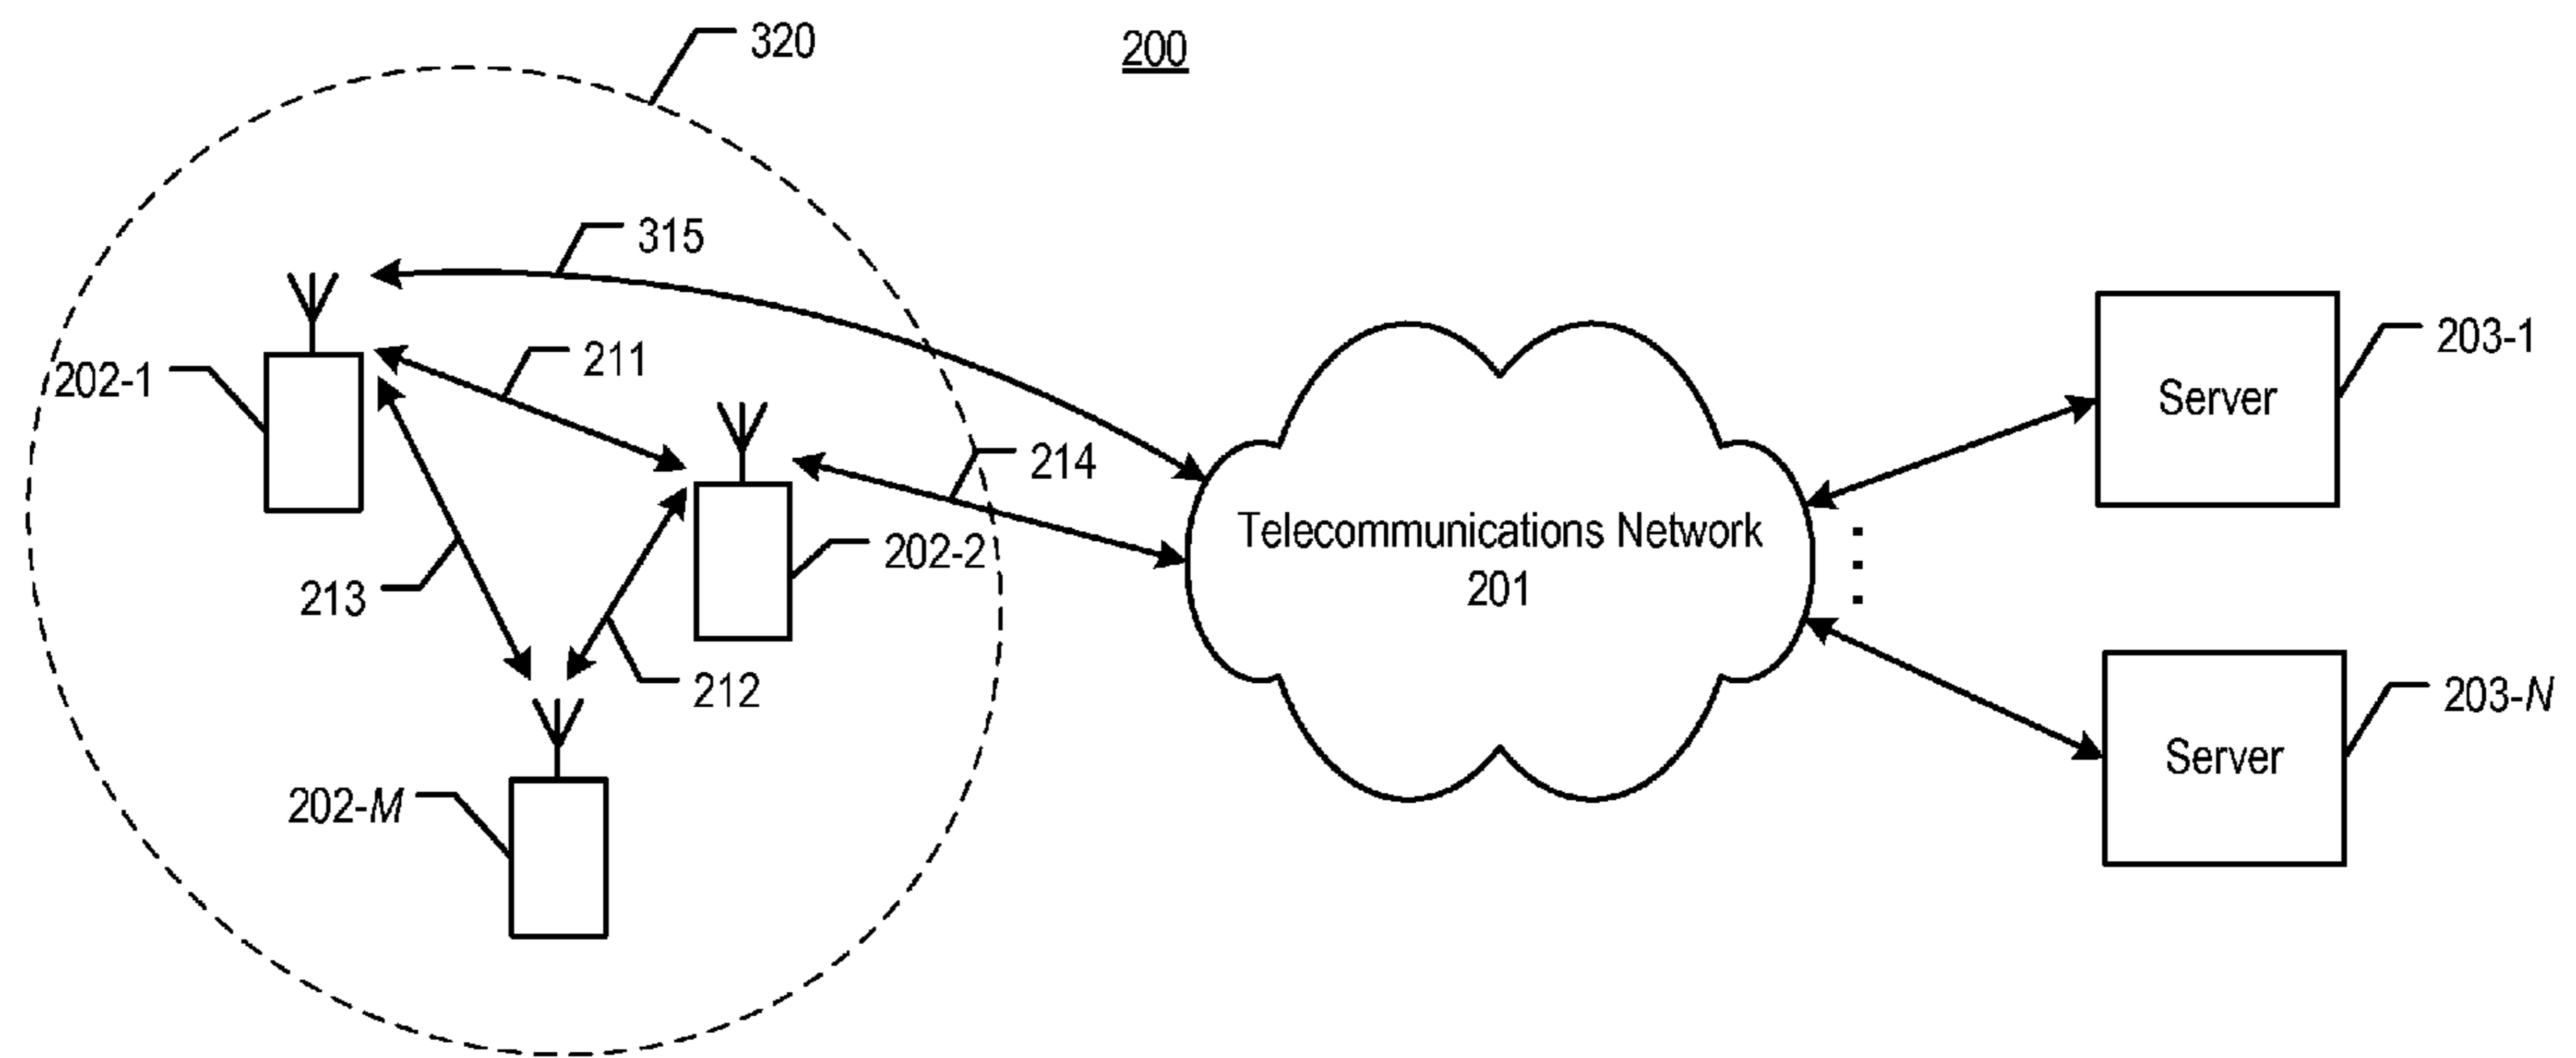 320
200
315
211
202-1
203-1
Server
214
Telecommunications Network
201
202-2
213
212
203-N
Server
202-M